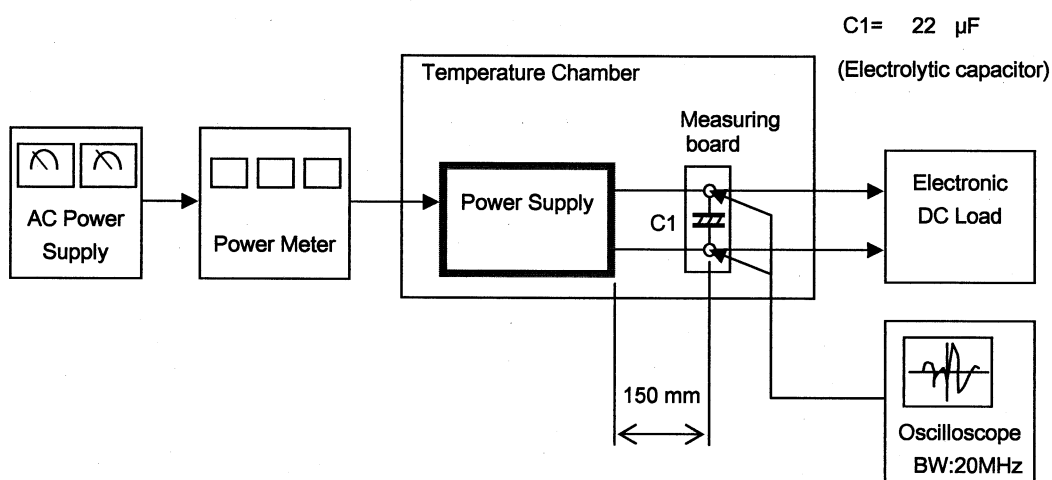 C1= 22 µF
(Electrolytic capacitor)
Temperature Chamber
Measuring
board
AC Power
Supply
Power Meter
Power Supply
C1
Electronic
DC Load
150 mm
Oscilloscope
BW:20MHz